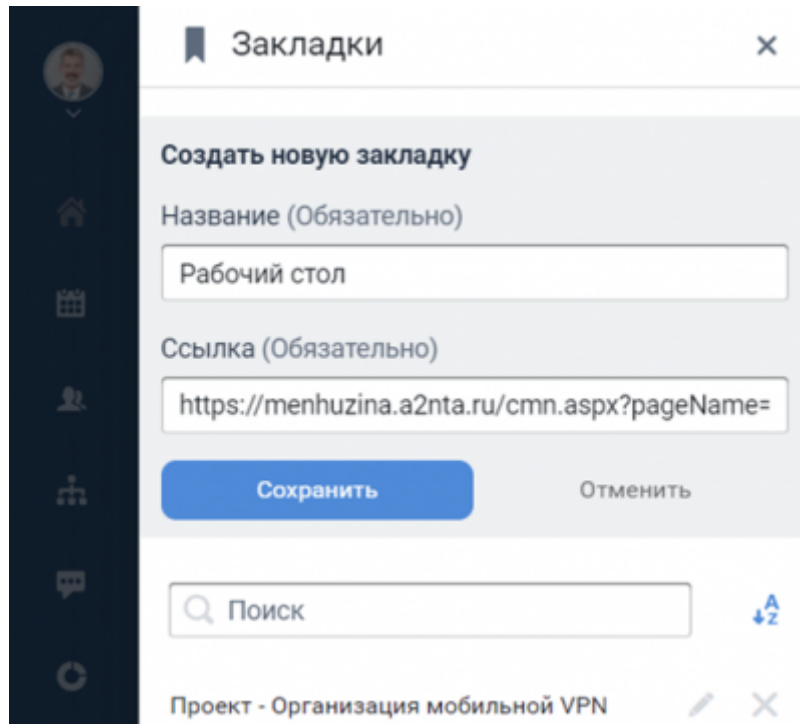 Закладки
Создать новую закладку
Название (Обязательно)
Рабочий стол
Ссылка (Обязательно)
https://menhuzina.a2nta.ru/cmn.aspx?pageName=
Сохранить Отменить
Поиск
Проект - Организация мобильной VPN